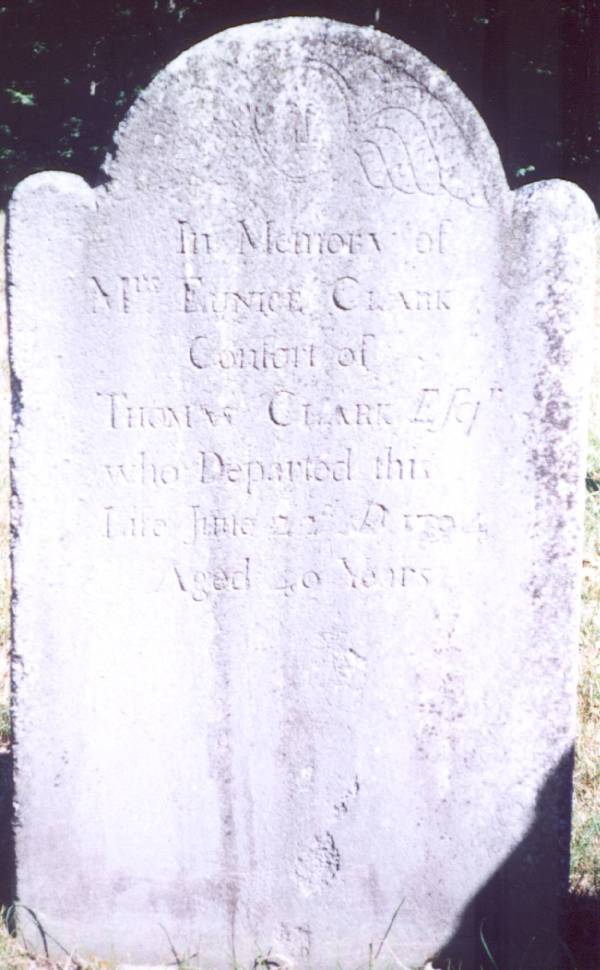 In Memory of
Mrs Eunice Clark
Conſort of
Thomas Clark Eſqr
who Departed this
Life June 22d AD 1794
Aged 40 Years